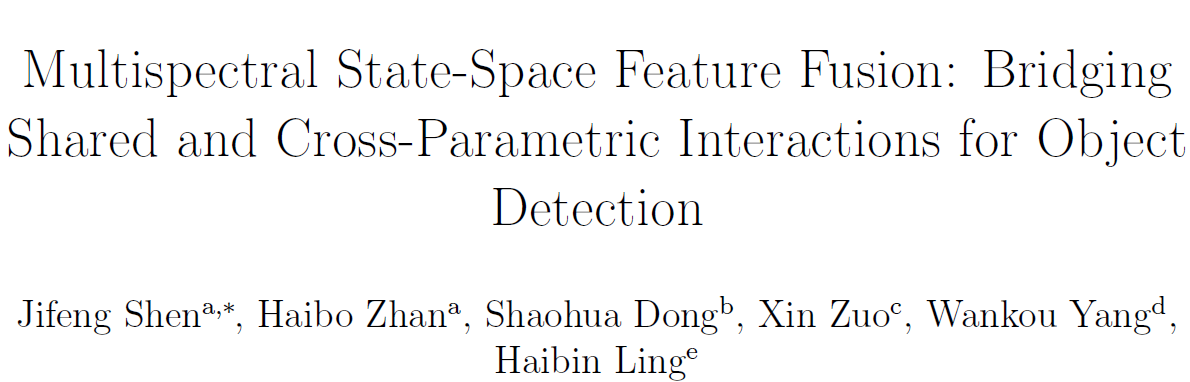 Multispectral State-Space Feature Fusion: Bridging
Shared and Cross-Parametric Interactions for Object
Detection
Jifeng Shenᵃ,*, Haibo Zhanᵃ, Shaohua Dongᵇ, Xin Zuoᶜ, Wankou Yangᵈ,
Haibin Lingᵉ